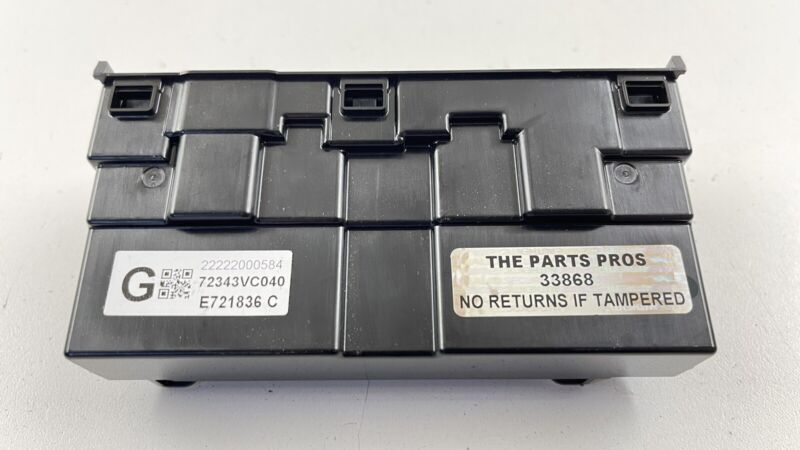 22222000584
G
72343VC040
E721836 C
THE PARTS PROS
33868
NO RETURNS IF TAMPERED